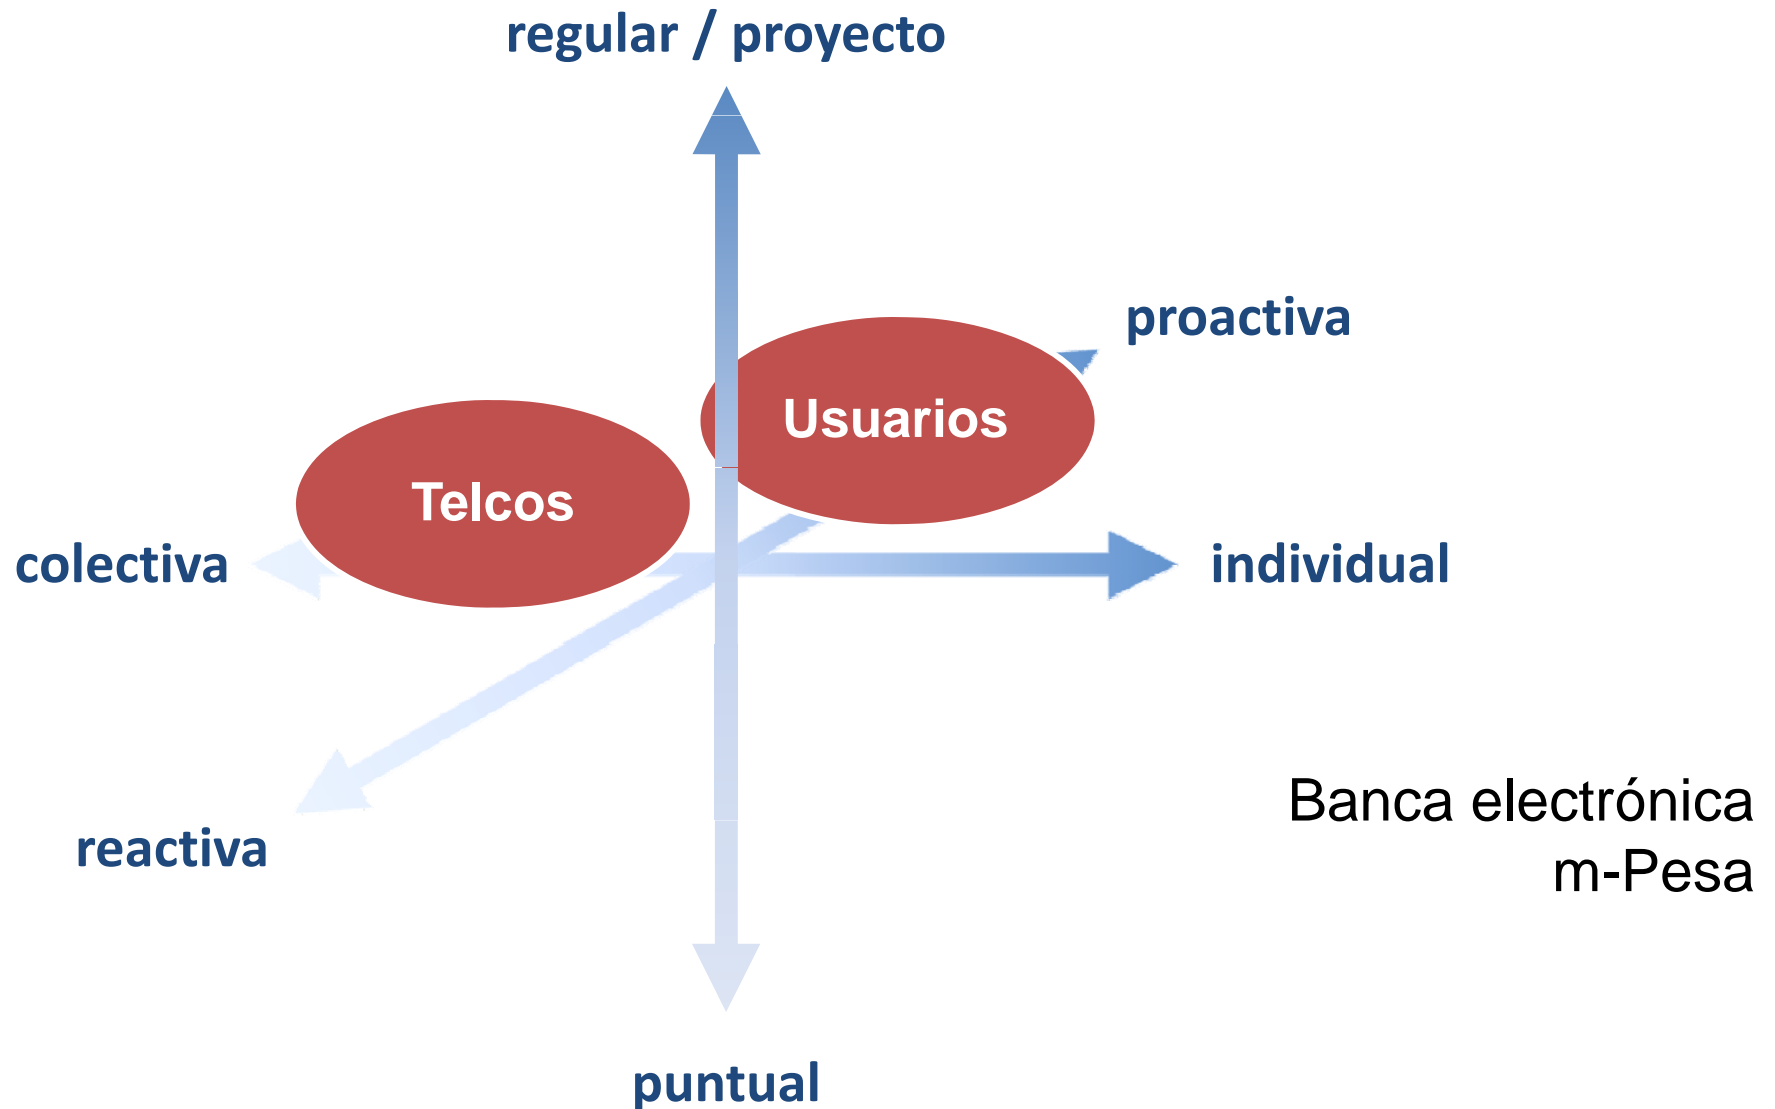 regular / proyecto
proactiva
Usuarios
Telcos
colectiva
individual
reactiva
Banca electrónica
m-Pesa
puntual